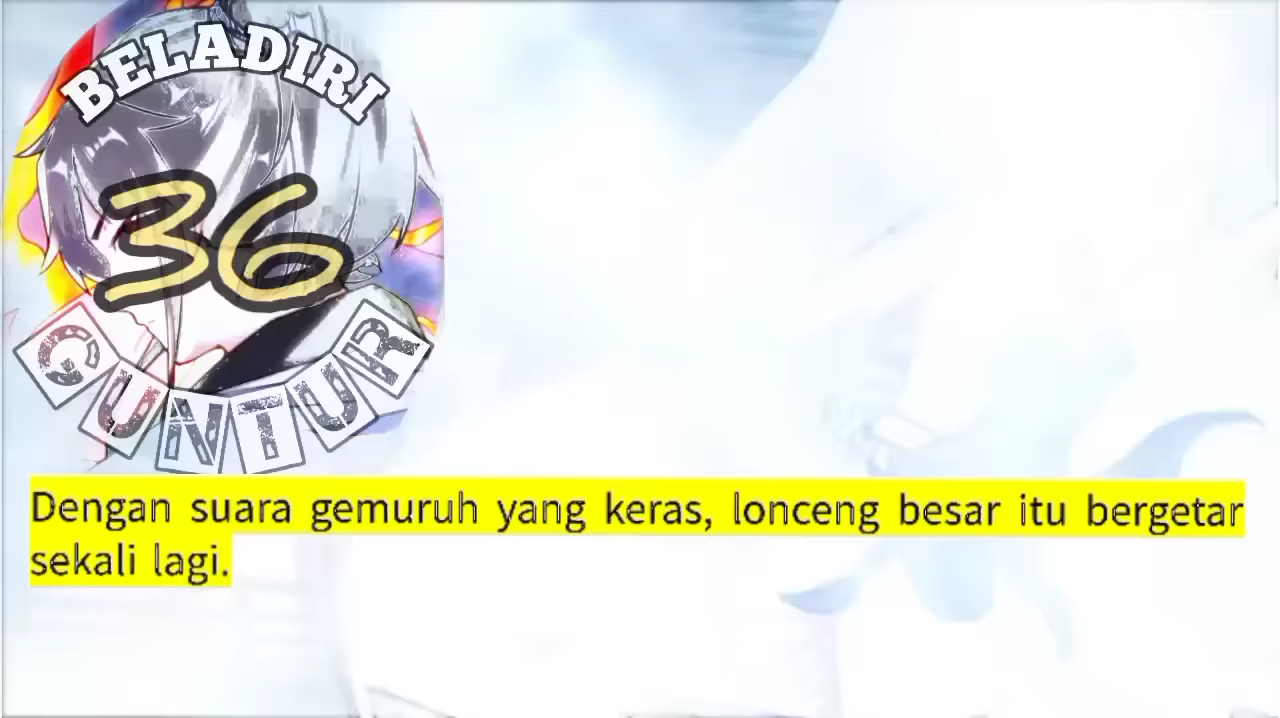 BELADIRI
36
GUNTUR
Dengan suara gemuruh yang keras, lonceng besar itu bergetar
sekali lagi.